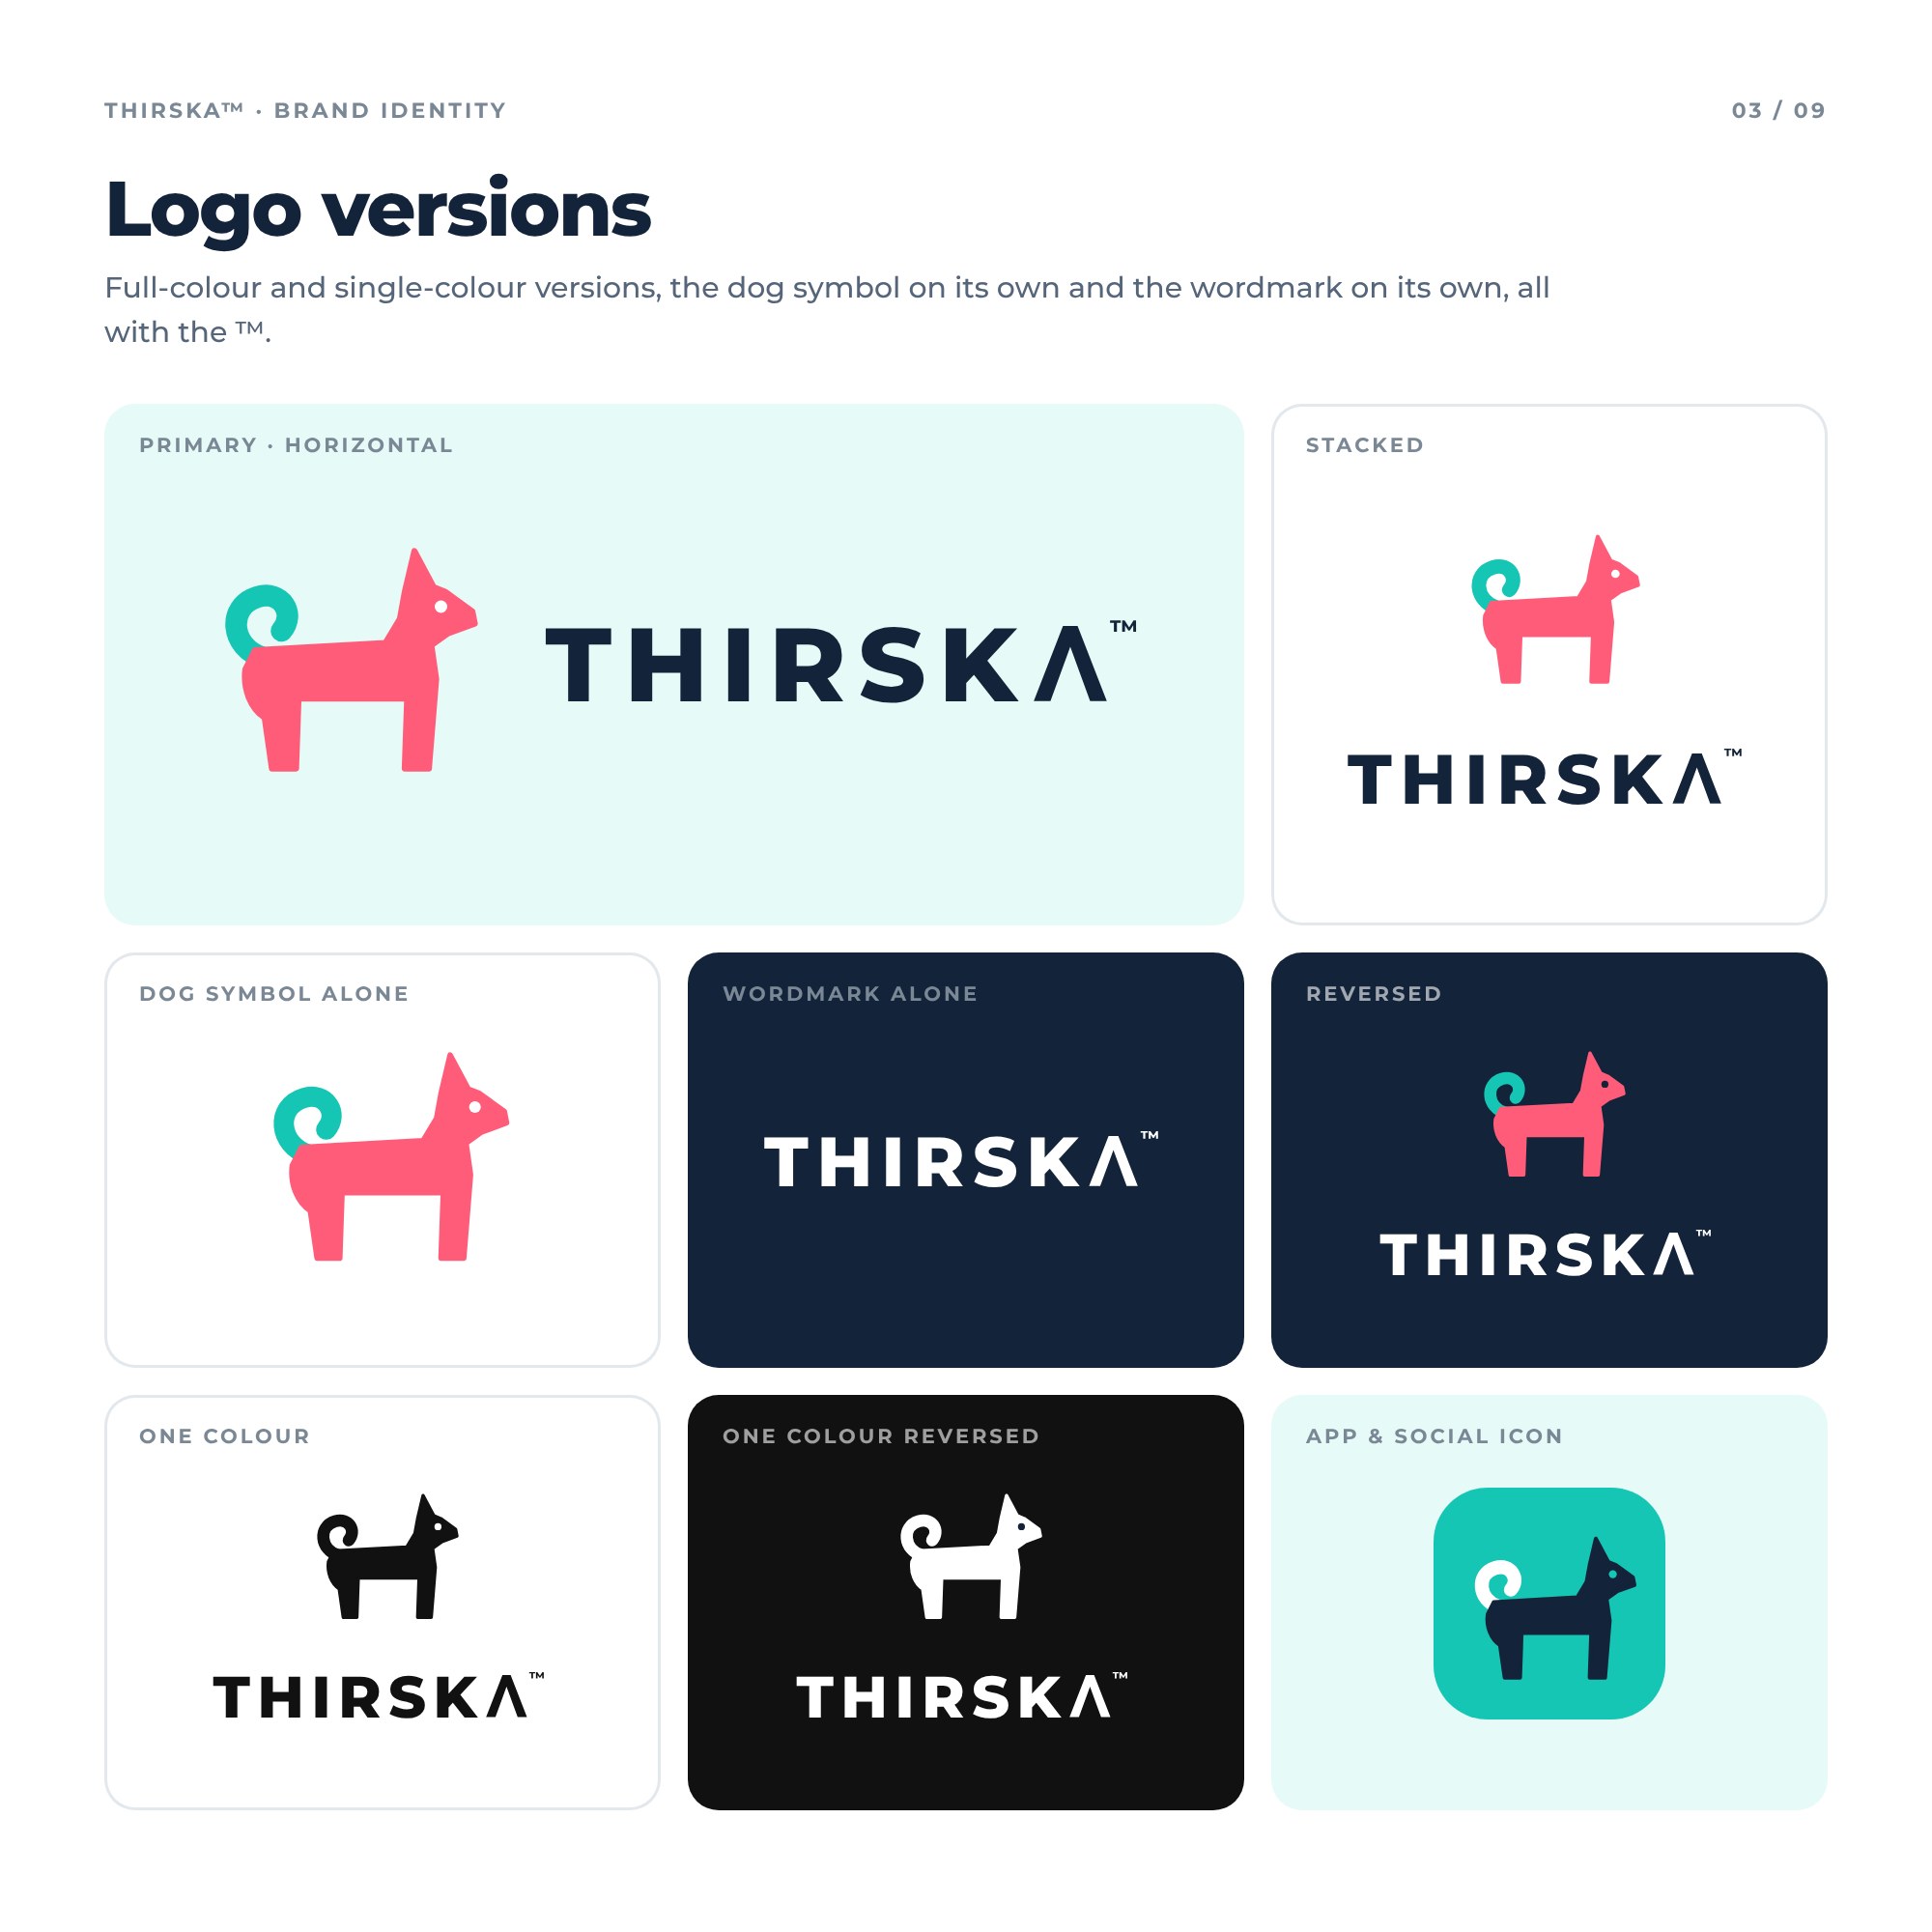 THIRSKA™ · BRAND IDENTITY
03 / 09
Logo versions
Full-colour and single-colour versions, the dog symbol on its own and the wordmark on its own, all
with the ™.
PRIMARY · HORIZONTAL
THIRSKΛ™
STACKED
THIRSKΛ™
DOG SYMBOL ALONE
WORDMARK ALONE
THIRSKΛ™
REVERSED
THIRSKΛ™
ONE COLOUR
THIRSKΛ™
ONE COLOUR REVERSED
THIRSKΛ™
APP & SOCIAL ICON